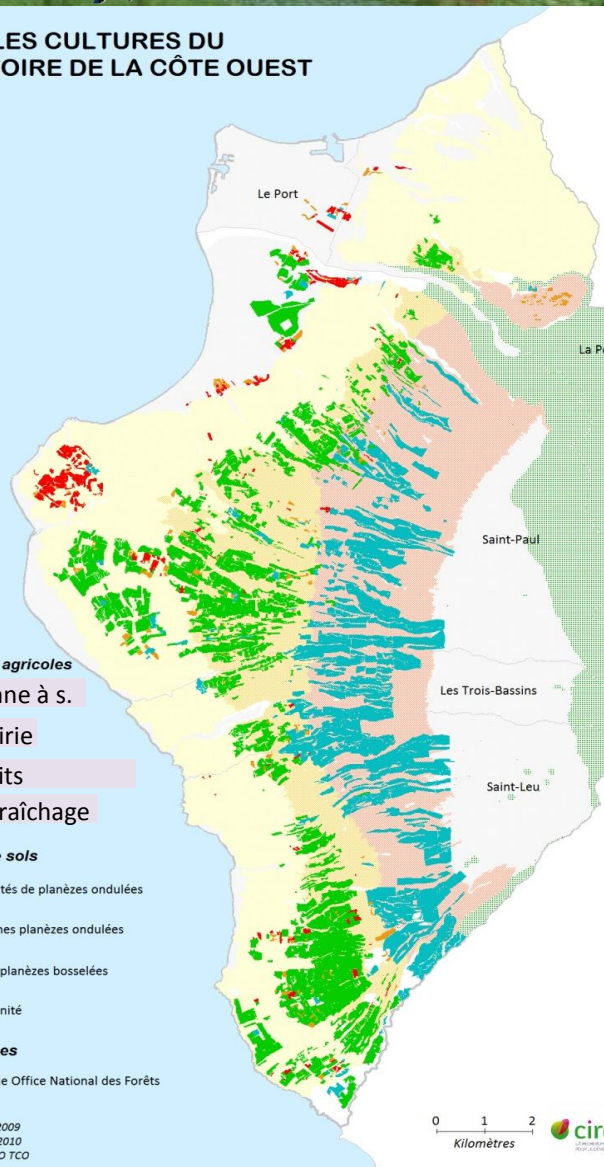 LES CULTURES DU
OIRE DE LA CÔTE OUEST
Le Port
La Po
Saint-Paul
Les Trois-Bassins
Saint-Leu
agricoles
nne à s.
irie
its
raîchage
sols
tés de planèzes ondulées
nes planèzes ondulées
planèzes bosselées
nité
es
e Office National des Forêts
2009
2010
O TCO
0 1 2
Kilomètres
cir